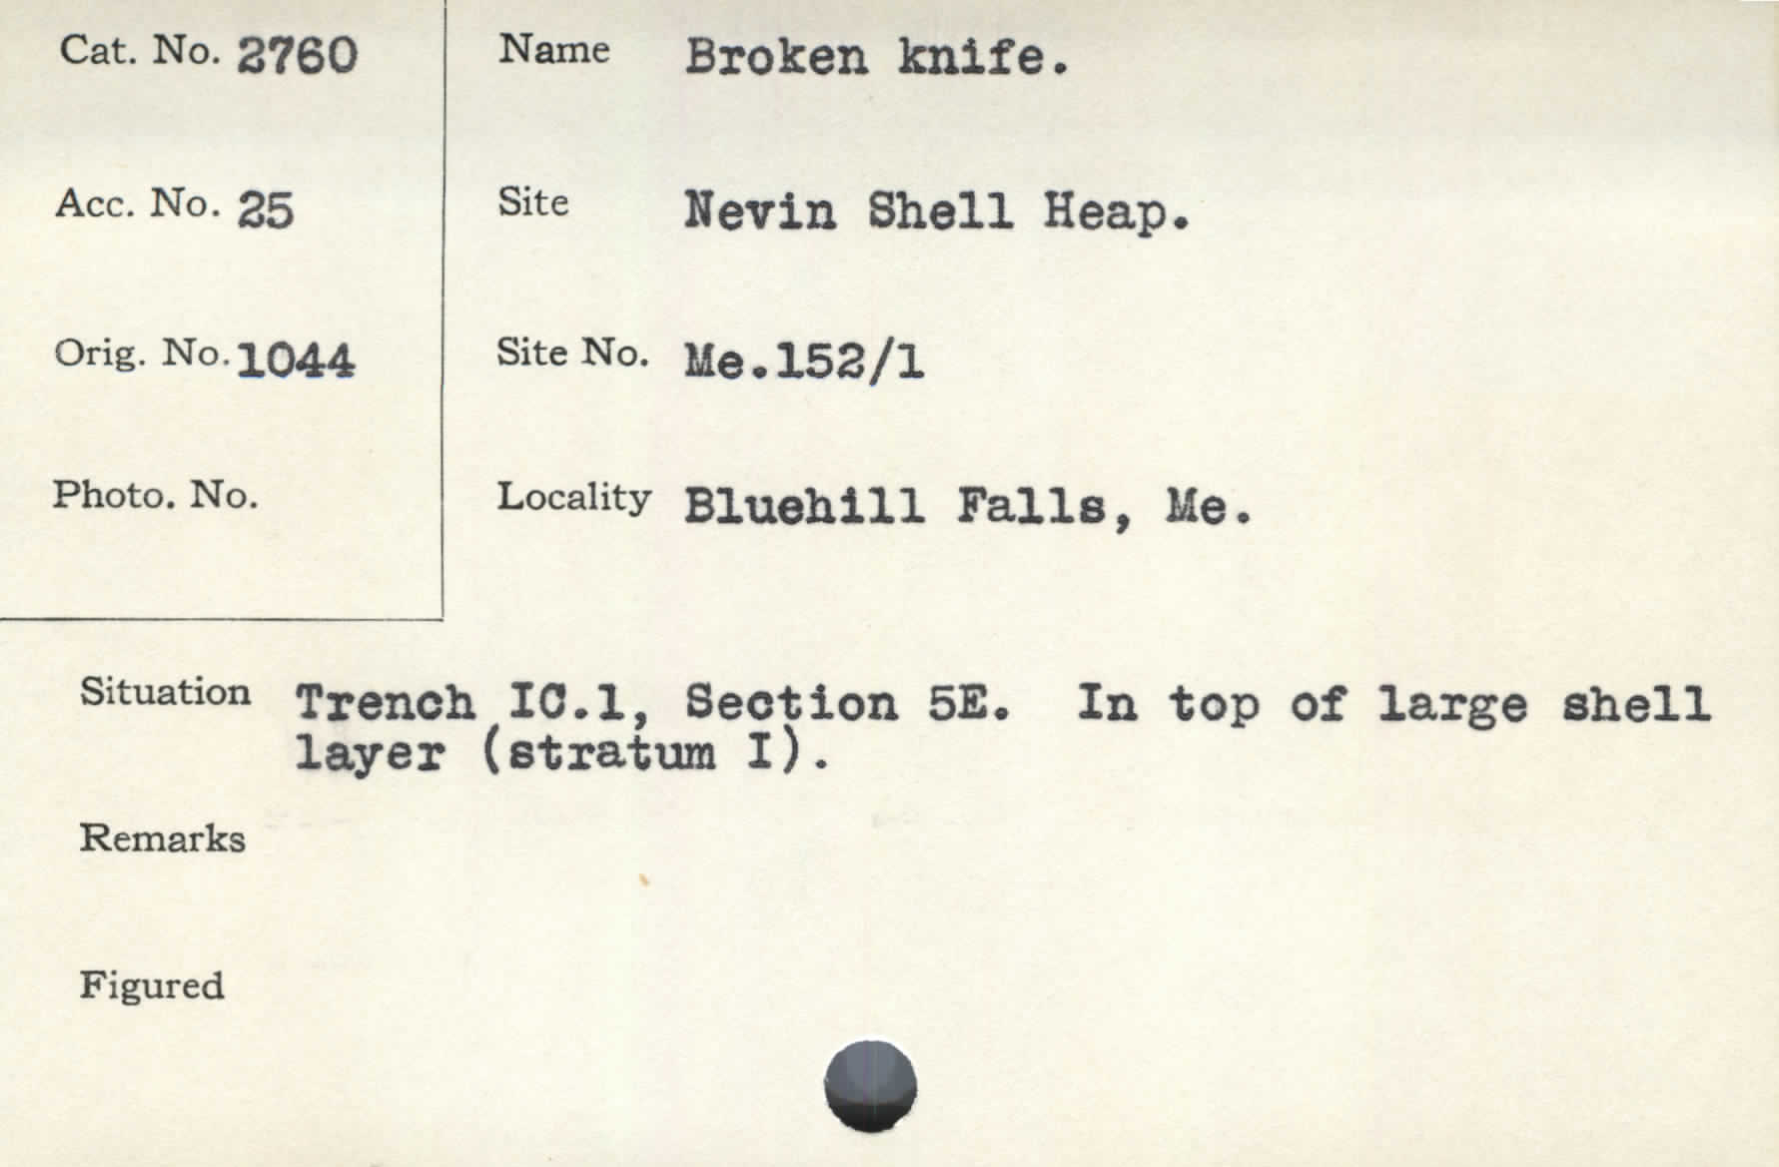 Cat. No. 2760
Name Broken knife.
Acc. No. 25
Site Nevin Shell Heap.
Orig. No. 1044
Site No. Me.152/1
Photo. No.
Locality Bluehill Falls, Me.
Situation Trench IC.1, Section 5E. In top of large shell
layer (stratum I).
Remarks
Figured